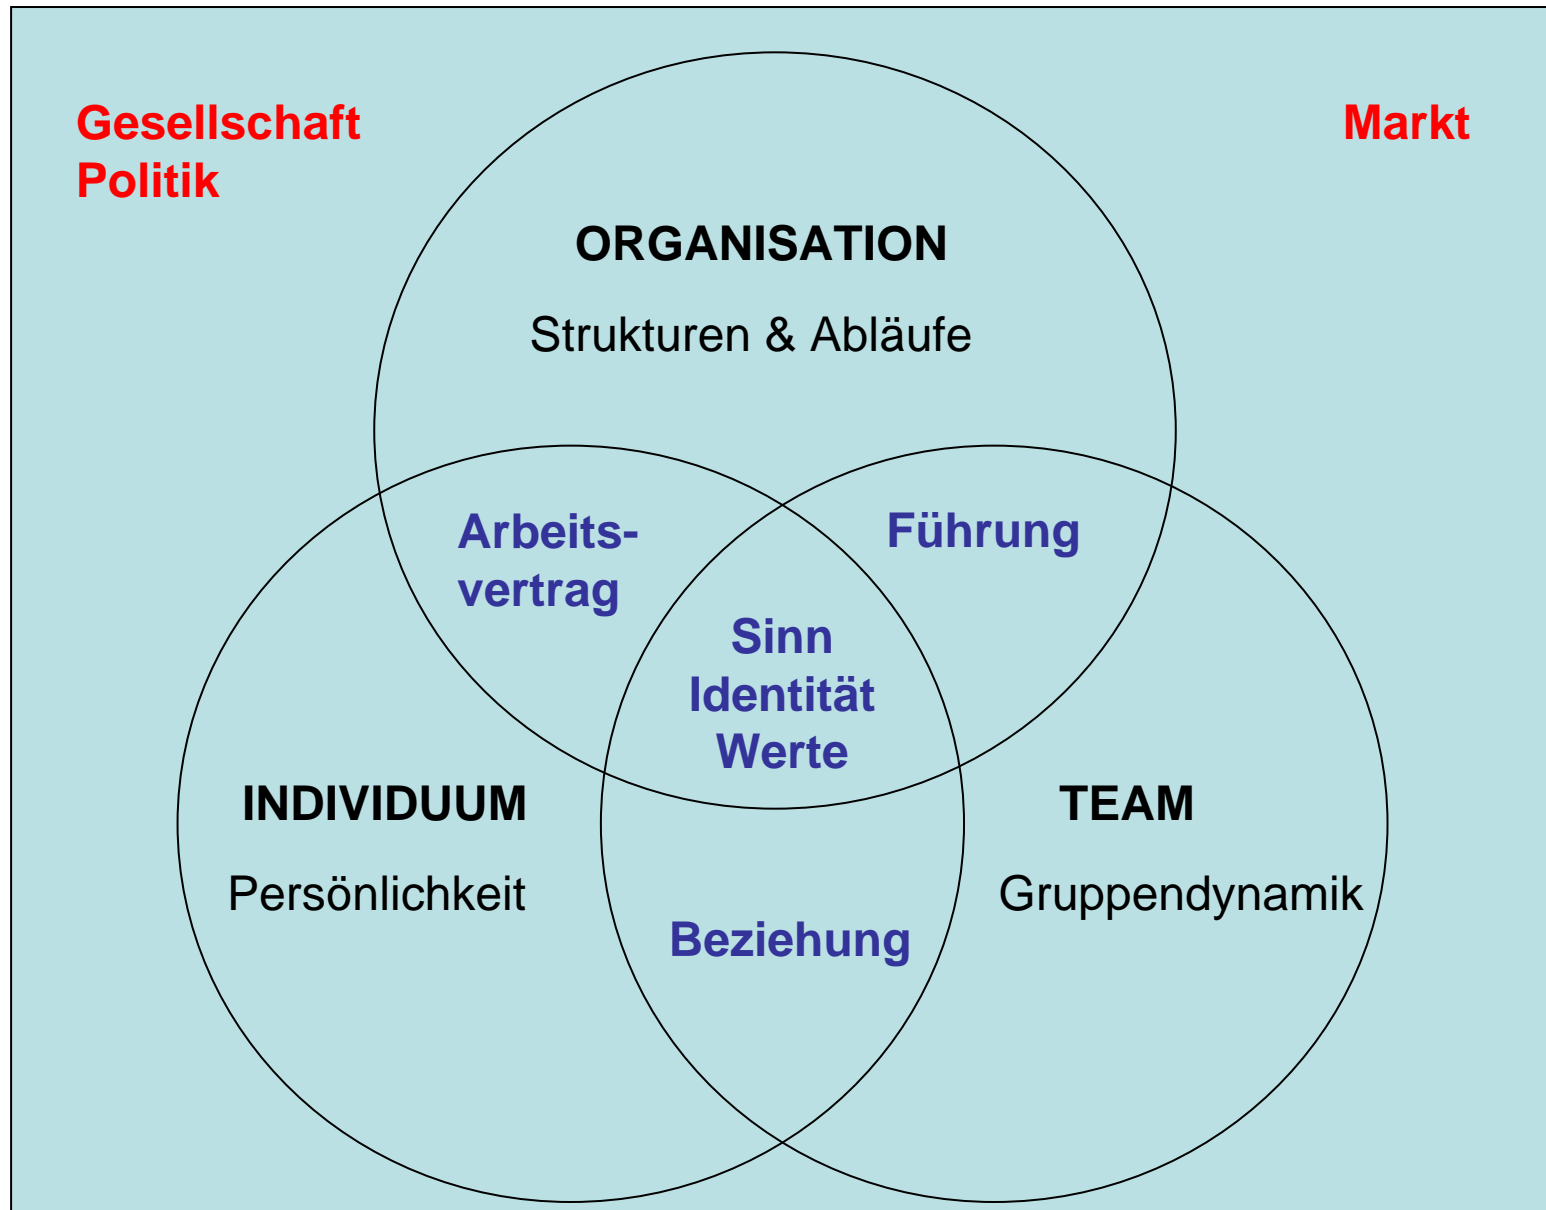 Gesellschaft
Politik
Markt
ORGANISATION
Strukturen & Abläufe
Arbeits-
vertrag
Führung
Sinn
Identität
Werte
INDIVIDUUM
Persönlichkeit
TEAM
Gruppendynamik
Beziehung